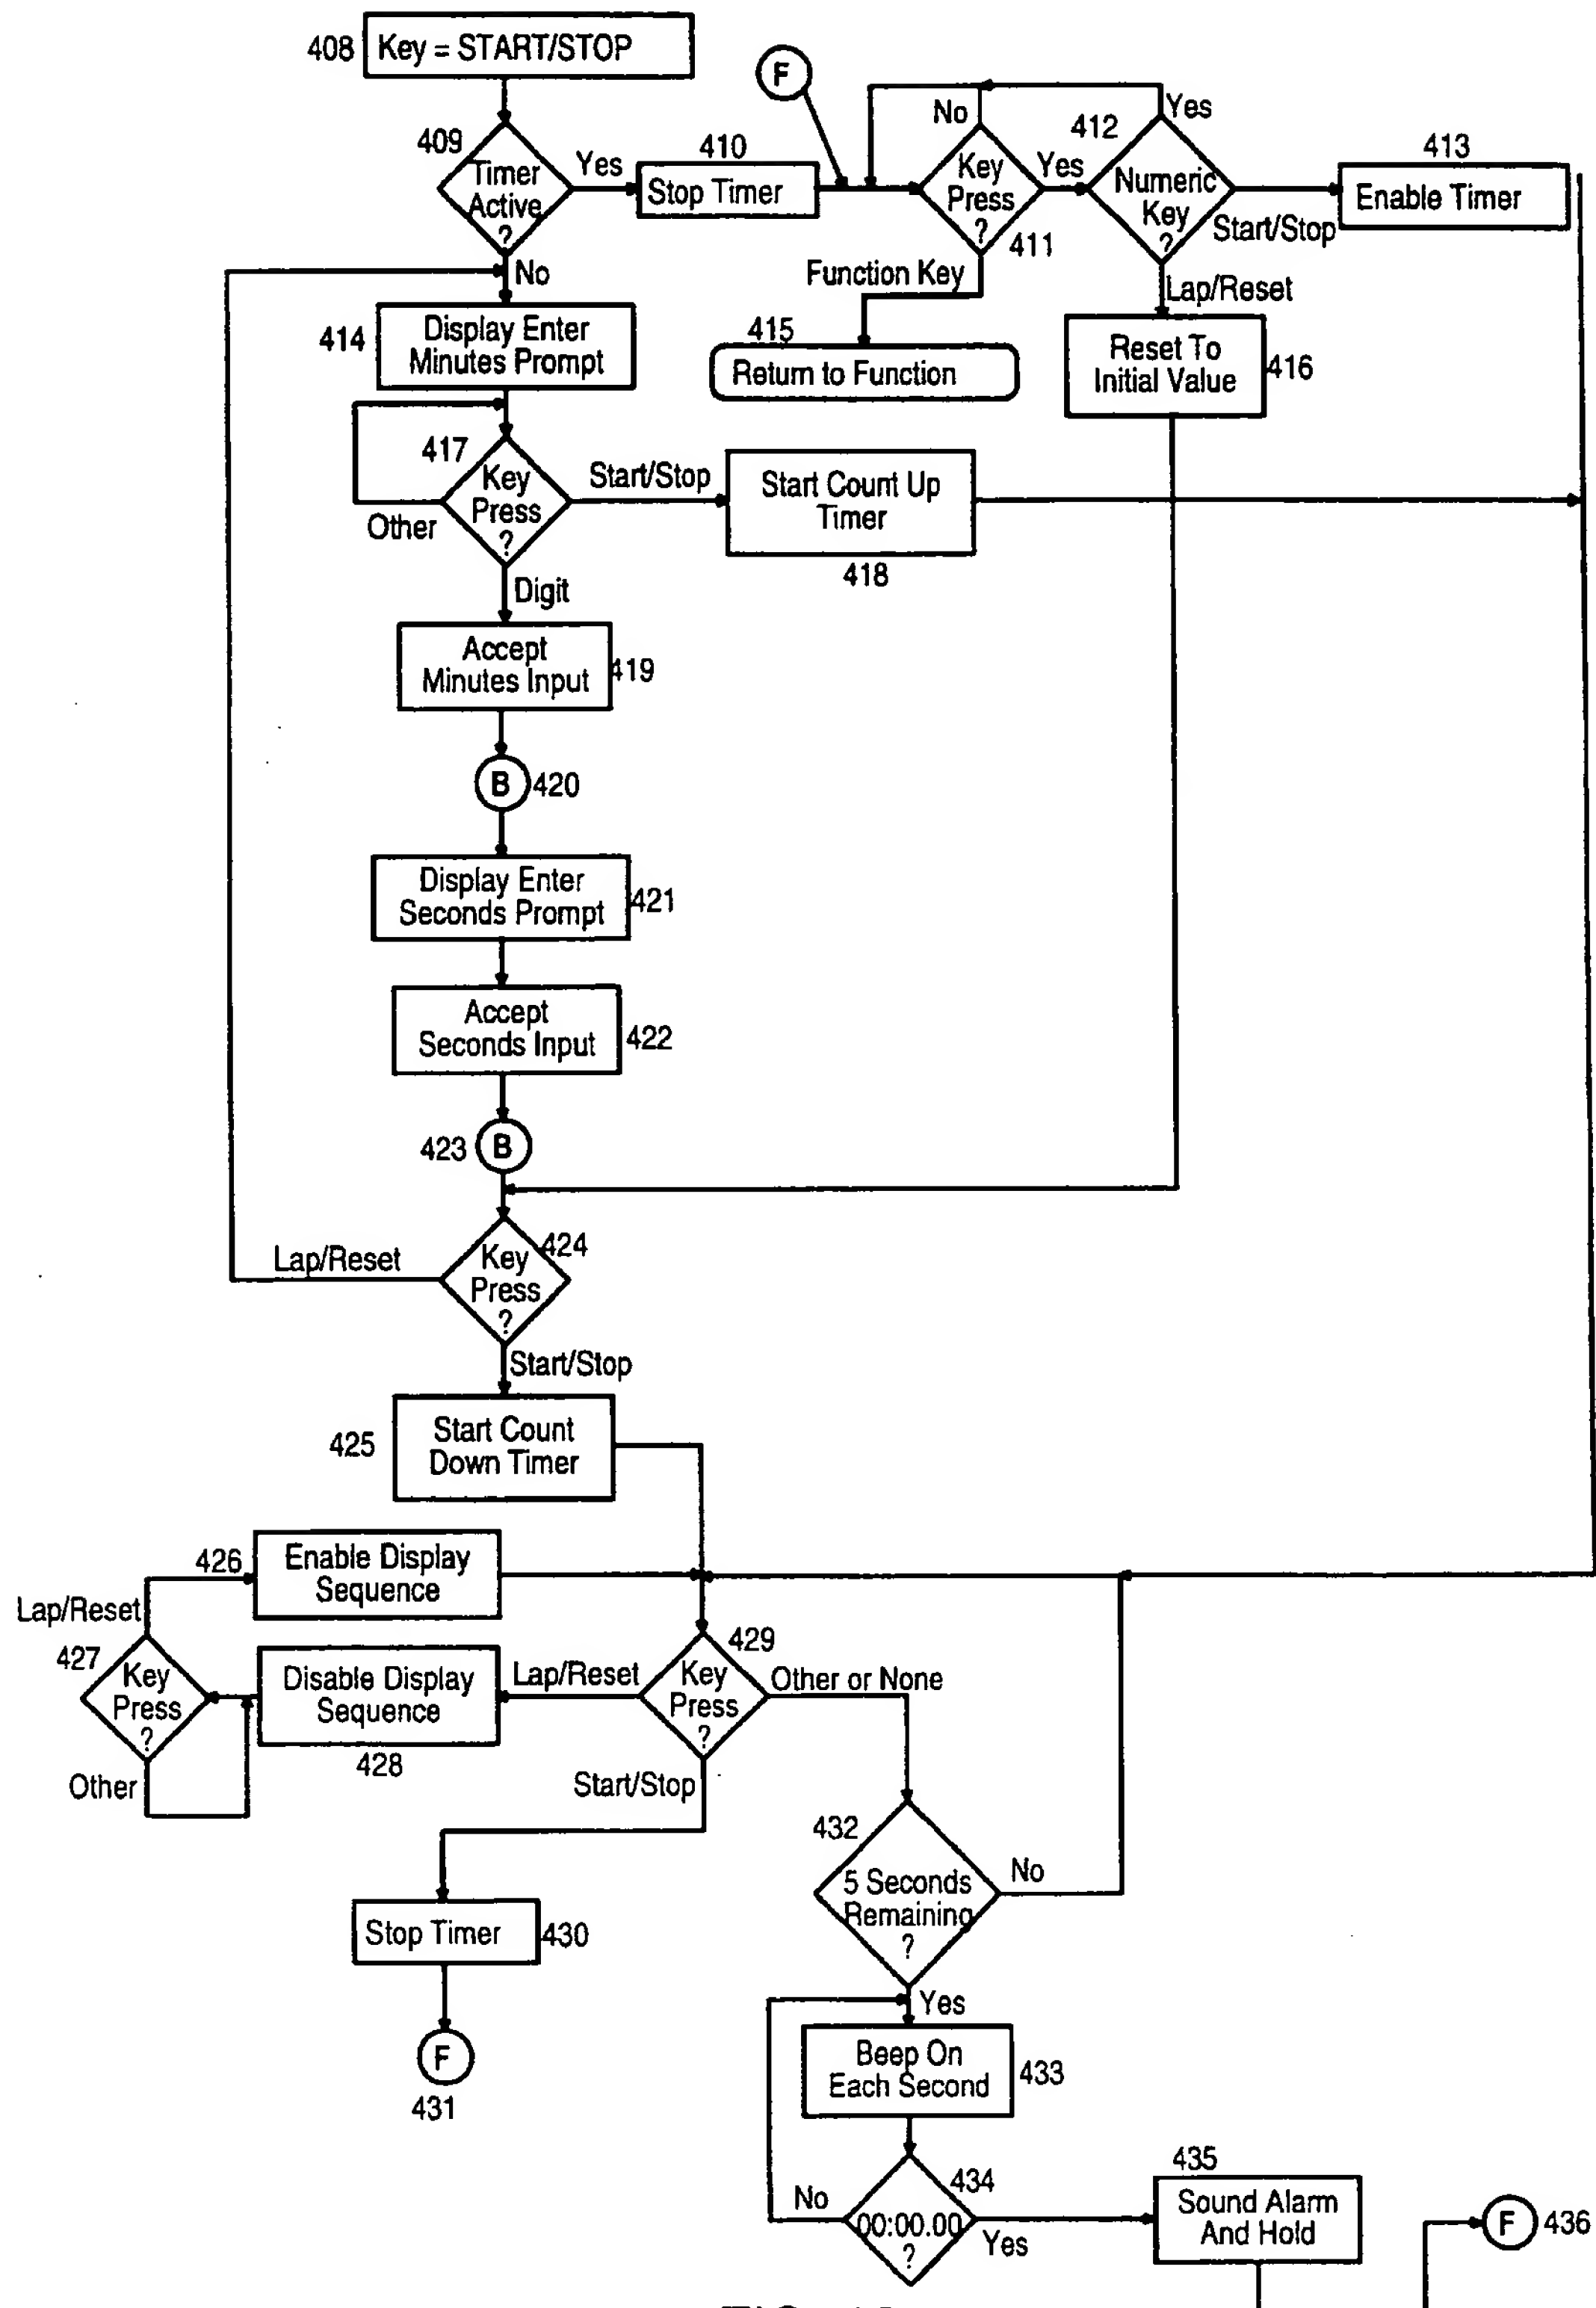 408 Key = START/STOP
F
409
Timer
Active
?
Yes
410
Stop Timer
No
Key
Press
?
411
Yes
412
Numeric
Key
?
Yes
Start/Stop
413
Enable Timer
No
Function Key
Lap/Reset
414
Display Enter
Minutes Prompt
415
Return to Function
Reset To
Initial Value
416
417
Key
Press
?
Other
Start/Stop
Start Count Up
Timer
418
Digit
Accept
Minutes Input
419
B
420
Display Enter
Seconds Prompt
421
Accept
Seconds Input
422
423
B
Lap/Reset
Key
Press
?
424
Start/Stop
425
Start Count
Down Timer
426
Enable Display
Sequence
Lap/Reset
427
Key
Press
?
Other
Disable Display
Sequence
428
Lap/Reset
429
Key
Press
?
Other or None
Start/Stop
432
5 Seconds
Remaining
?
No
Stop Timer
430
F
431
Yes
Beep On
Each Second
433
No
434
00:00.00
?
Yes
435
Sound Alarm
And Hold
F
436